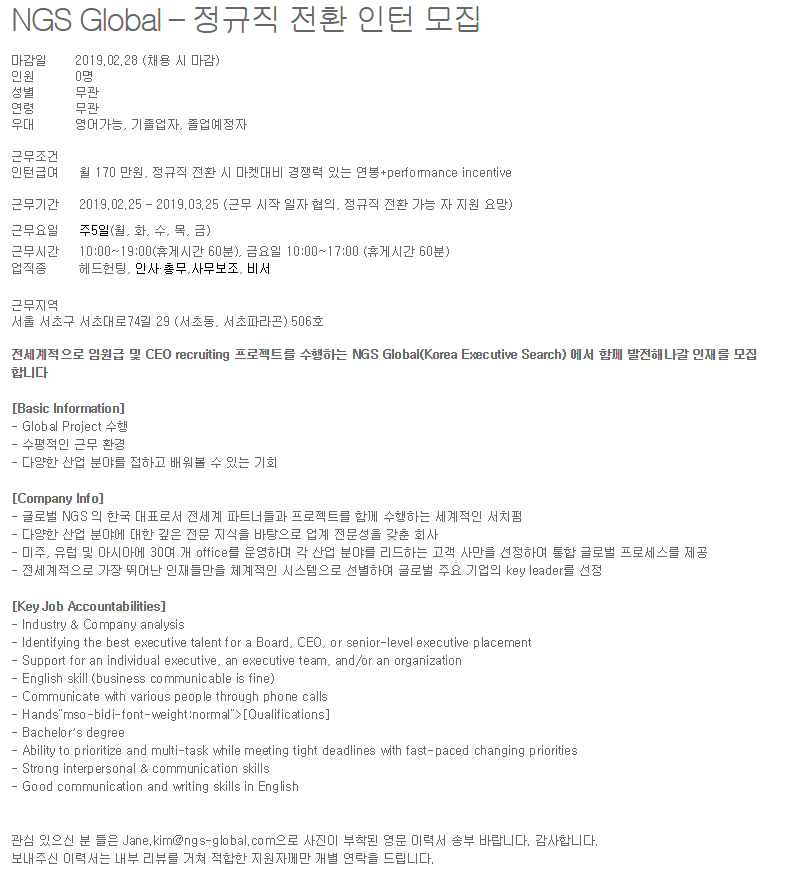 NGS Global – 정규직 전환 인턴 모집
마감일 2019.02.28 (채용 시 마감)
인원 0명
성별 무관
연령 무관
우대 영어가능, 기졸업자, 졸업예정자
근무조건
인턴급여 월 170 만원, 정규직 전환 시 마켓대비 경쟁력 있는 연봉+performance incentive
근무기간 2019.02.25 - 2019.03.25 (근무 시작 일자 협의, 정규직 전환 가능 자 지원 요망)
근무요일 주5일(월, 화, 수, 목, 금)
근무시간 10:00~19:00(휴게시간 60분), 금요일 10:00~17:00 (휴게시간 60분)
업직종 헤드헌팅, 인사·총무,사무보조, 비서
근무지역
서울 서초구 서초대로74길 29 (서초동, 서초파라곤) 506호
전세계적으로 임원급 및 CEO recruiting 프로젝트를 수행하는 NGS Global(Korea Executive Search) 에서 함께 발전해나갈 인재를 모집
합니다
[Basic Information]
- Global Project 수행
- 수평적인 근무 환경
- 다양한 산업 분야를 접하고 배워볼 수 있는 기회
[Company Info]
- 글로벌 NGS 의 한국 대표로서 전세계 파트너들과 프로젝트를 함께 수행하는 세계적인 서치펌
- 다양한 산업 분야에 대한 깊은 전문 지식을 바탕으로 업계 전문성을 갖춘 회사
- 미주, 유럽 및 아시아에 30여 개 office를 운영하며 각 산업 분야를 리드하는 고객 사만을 선정하여 통합 글로벌 프로세스를 제공
- 전세계적으로 가장 뛰어난 인재들만을 체계적인 시스템으로 선별하여 글로벌 주요 기업의 key leader를 선정
[Key Job Accountabilities]
- Industry & Company analysis
- Identifying the best executive talent for a Board, CEO, or senior-level executive placement
- Support for an individual executive, an executive team, and/or an organization
- English skill (business communicable is fine)
- Communicate with various people through phone calls
- Hands"mso-bidi-font-weight:normal">[Qualifications]
- Bachelor's degree
- Ability to prioritize and multi-task while meeting tight deadlines with fast-paced changing priorities
- Strong interpersonal & communication skills
- Good communication and writing skills in English
관심 있으신 분 들은 Jane.kim@ngs-global.com으로 사진이 부착된 영문 이력서 송부 바랍니다. 감사합니다.
보내주신 이력서는 내부 리뷰를 거쳐 적합한 지원자께만 개별 연락을 드립니다.